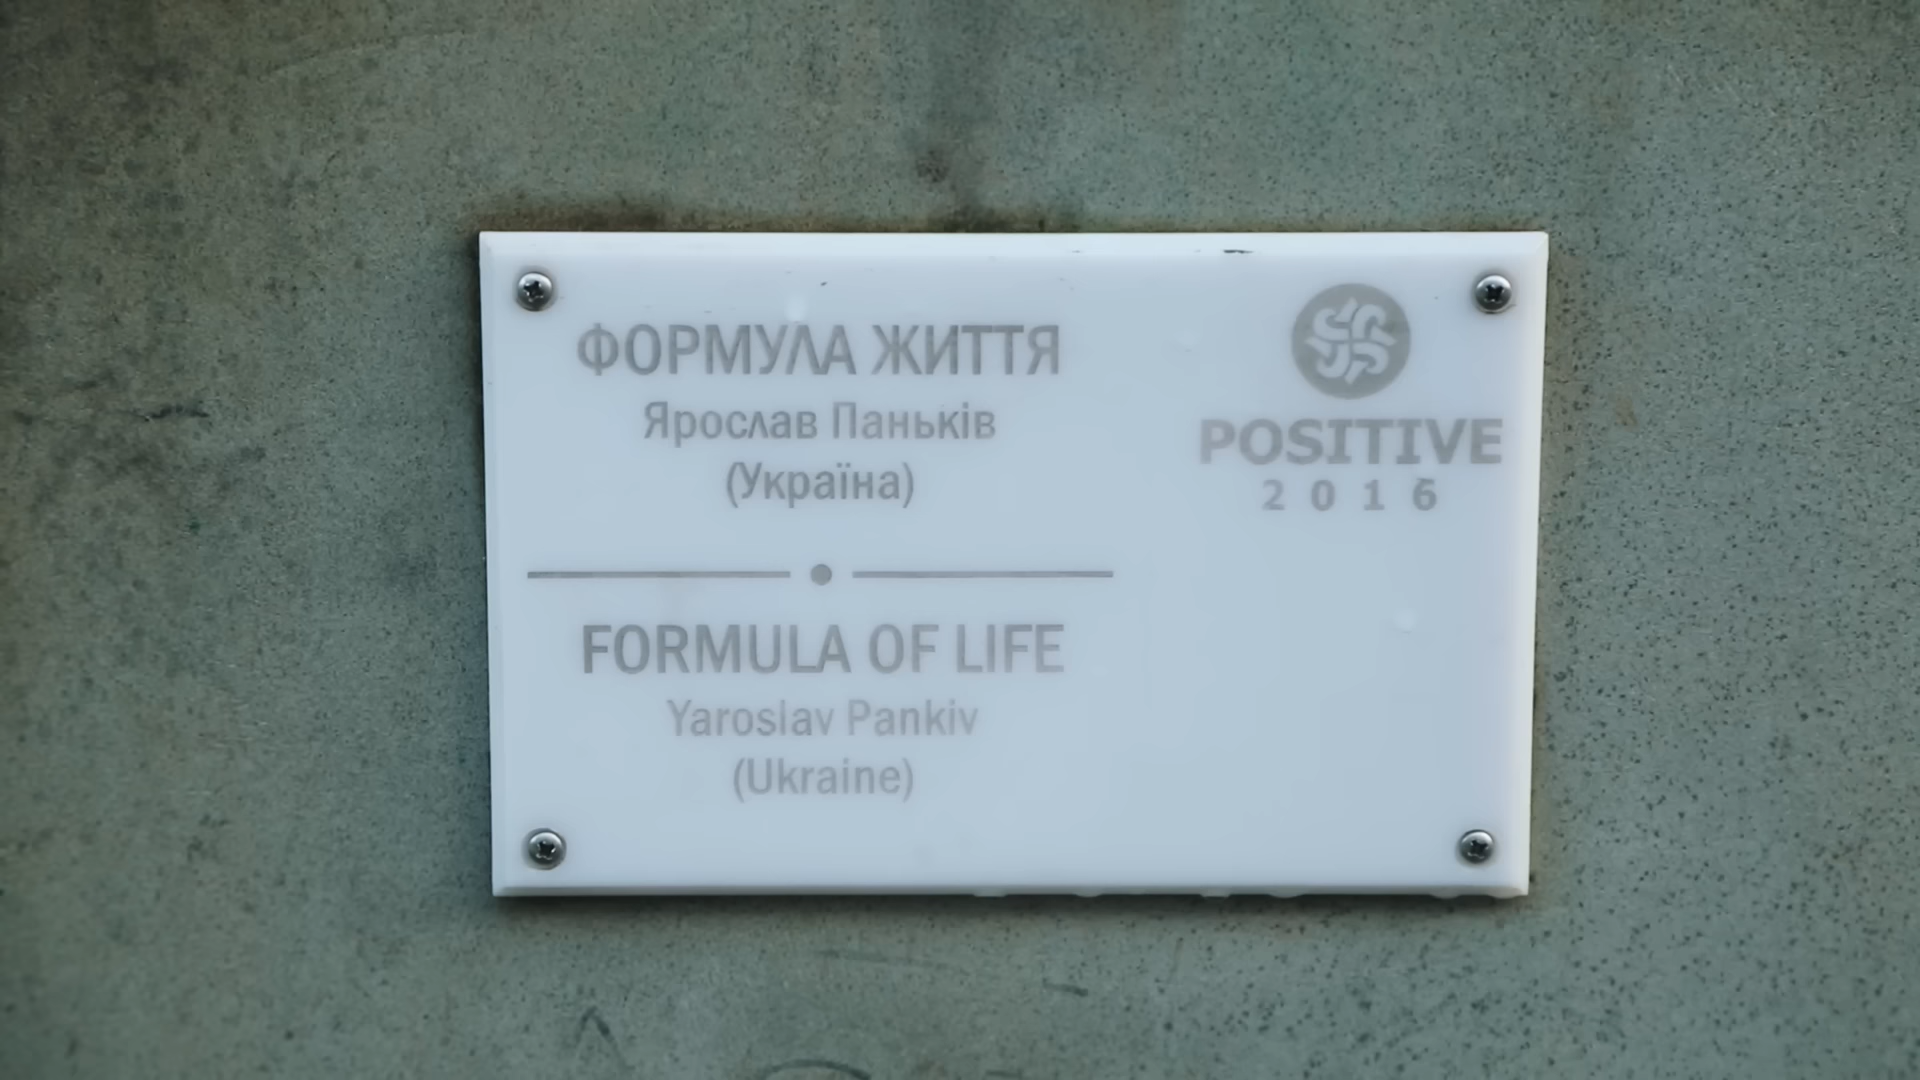 ФОРМУЛА ЖИТТЯ
Ярослав Паньків
(Україна)
FORMULA OF LIFE
Yaroslav Pankiv
(Ukraine)
POSITIVE
2016